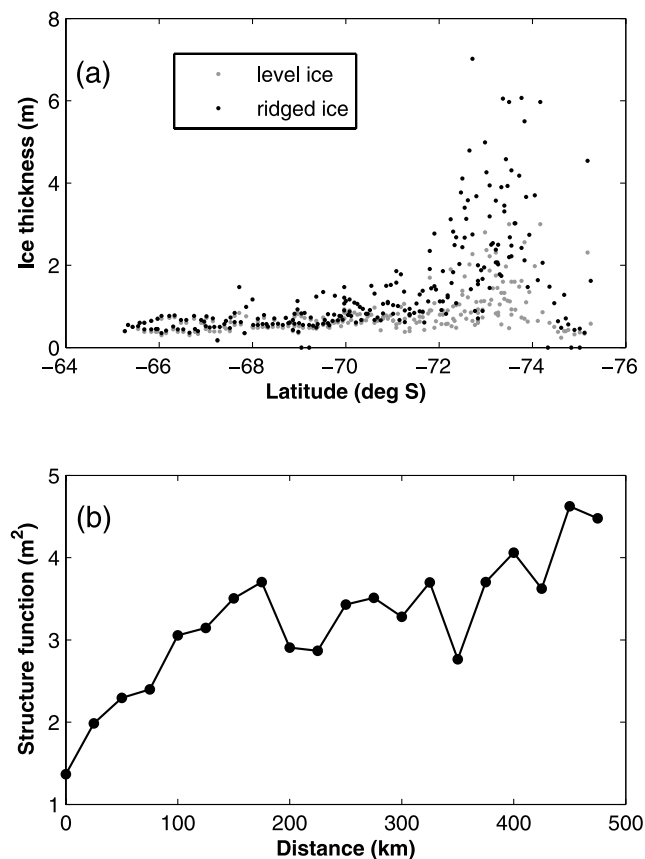 8
(a)
level ice
ridged ice
6
4
2
0
Ice thickness (m)
−64 −66 −68 −70 −72 −74 −76
Latitude (deg S)
5
(b)
4
3
2
1
Structure function (m²)
0 100 200 300 400 500
Distance (km)